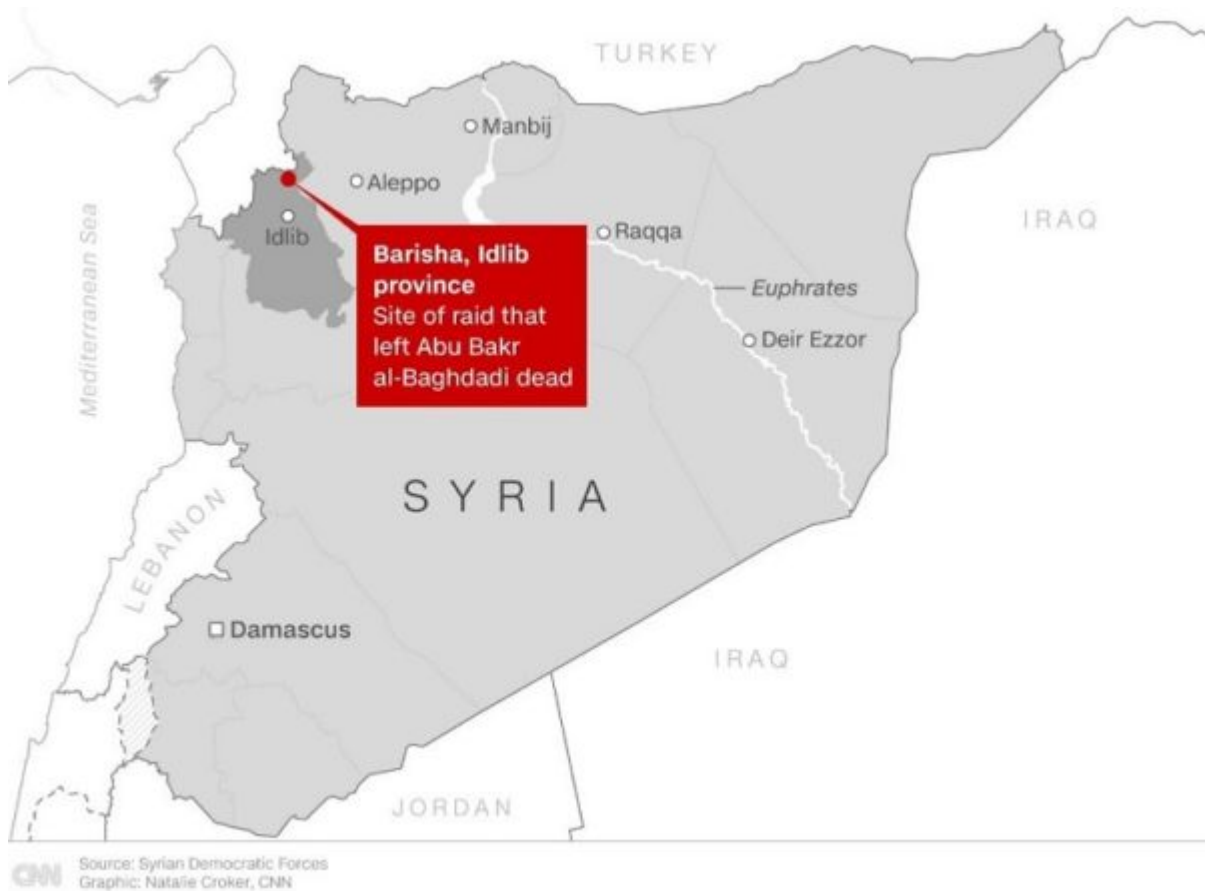 TURKEY
Manbij
Aleppo
IRAQ
Idlib
Raqqa
Mediterranean Sea
Barisha, Idlib
province
Site of raid that
left Abu Bakr
al-Baghdadi dead
Euphrates
Deir Ezzor
SYRIA
LEBANON
Damascus
IRAQ
JORDAN
CNN
Source: Syrian Democratic Forces
Graphic: Natalie Croker, CNN